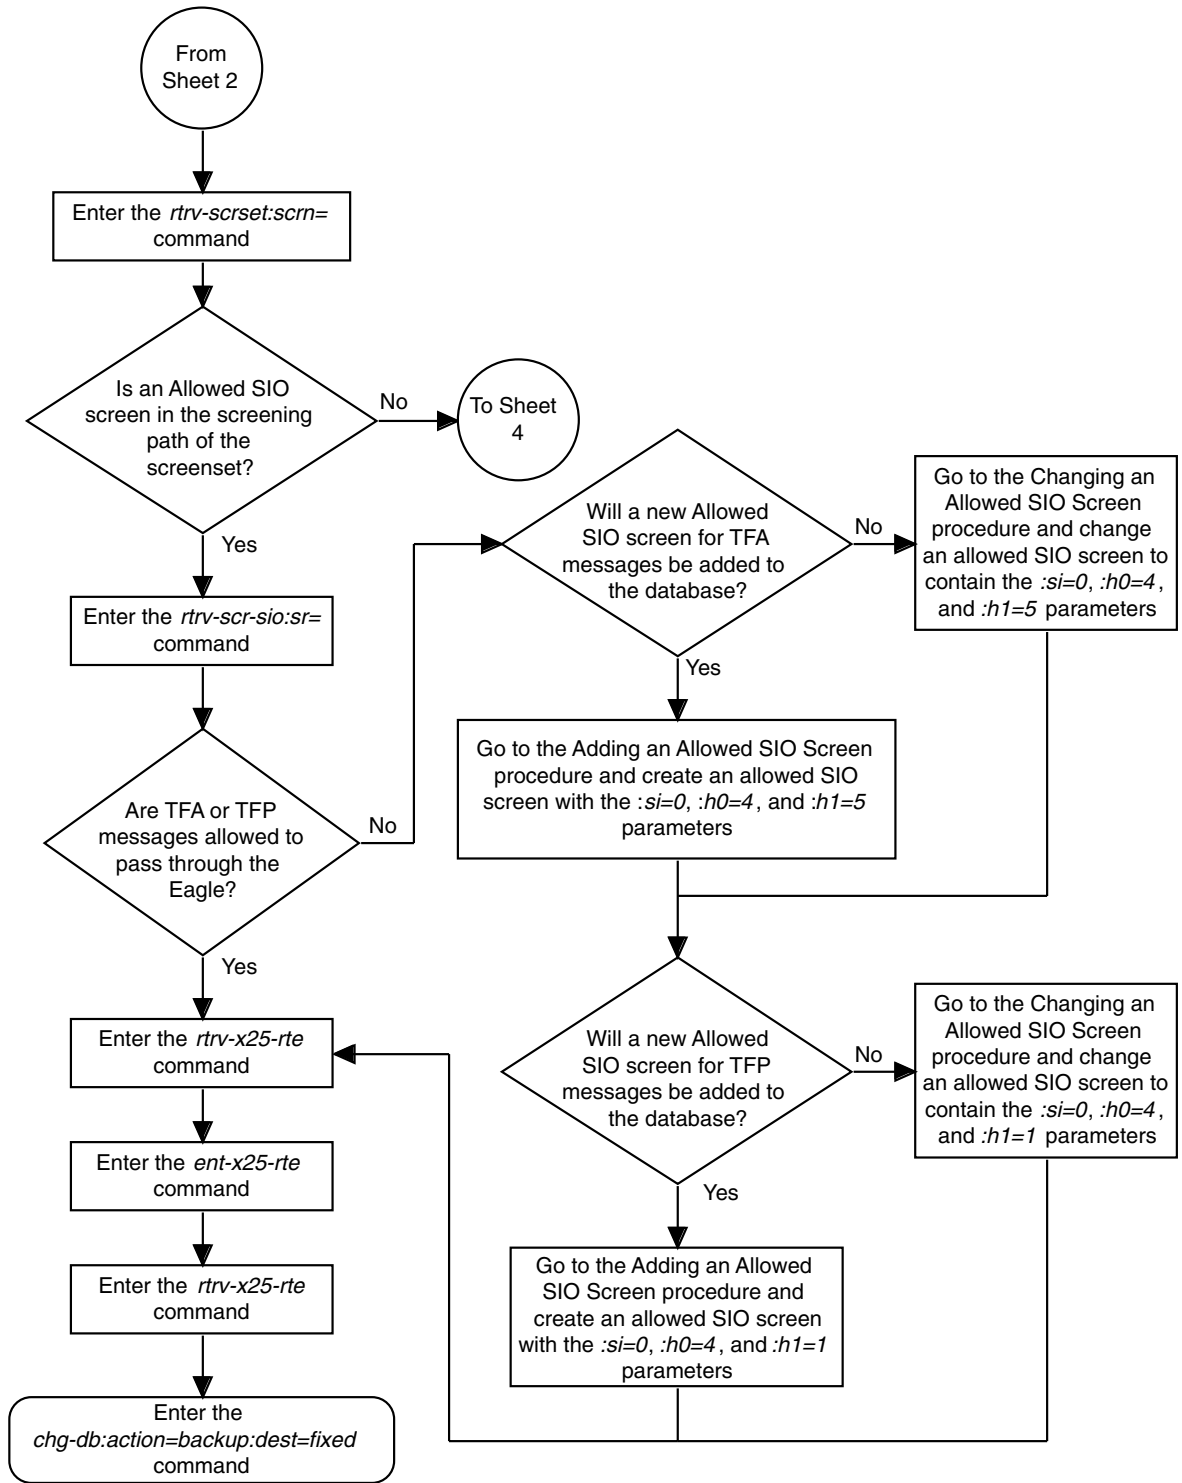 From
Sheet 2
Enter the rtrv-scrset:scrn=
command
Is an Allowed SIO
screen in the screening
path of the
screenset?
No
To Sheet
4
Yes
Enter the rtrv-scr-sio:sr=
command
Are TFA or TFP
messages allowed to
pass through the
Eagle?
No
Yes
Enter the rtrv-x25-rte
command
Enter the ent-x25-rte
command
Enter the rtrv-x25-rte
command
Enter the
chg-db:action=backup:dest=fixed
command
Will a new Allowed
SIO screen for TFA
messages be added to
the database?
No
Go to the Changing an
Allowed SIO Screen
procedure and change
an allowed SIO screen to
contain the :si=0, :h0=4,
and :h1=5 parameters
Yes
Go to the Adding an Allowed SIO Screen
procedure and create an allowed SIO
screen with the :si=0, :h0=4, and :h1=5
parameters
Will a new Allowed
SIO screen for TFP
messages be added to
the database?
No
Go to the Changing an
Allowed SIO Screen
procedure and change
an allowed SIO screen to
contain the :si=0, :h0=4,
and :h1=1 parameters
Yes
Go to the Adding an Allowed
SIO Screen procedure and
create an allowed SIO screen
with the :si=0, :h0=4, and :h1=1
parameters